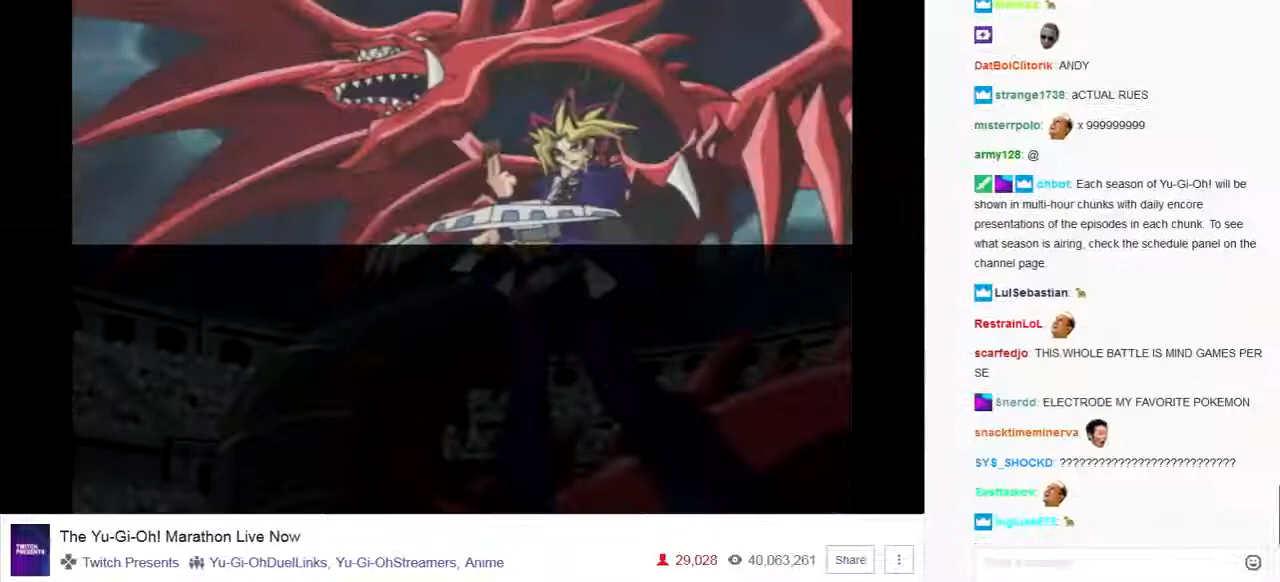 DatBoiClitorik ANDY
strange1738: aCTUAL RUES
misterrpolo: x 999999999
army128: @
ohbot: Each season of Yu-Gi-Oh! will be
shown in multi-hour chunks with daily encore
presentations of the episodes in each chunk. To see
what season is airing, check the schedule panel on the
channel page.
LulSebastian:
RestrainLoL:
scarfedjo: THIS WHOLE BATTLE IS MIND GAMES PER
SE
Snerdd: ELECTRODE MY FAVORITE POKEMON
snacktimeminerva:
SYS_SHOCKD: ???????????????????????????
TWITCH
PRESENTS
The Yu-Gi-Oh! Marathon Live Now
Twitch Presents Yu-Gi-OhDuelLinks, Yu-Gi-OhStreamers, Anime
29,028 40,063,261 Share